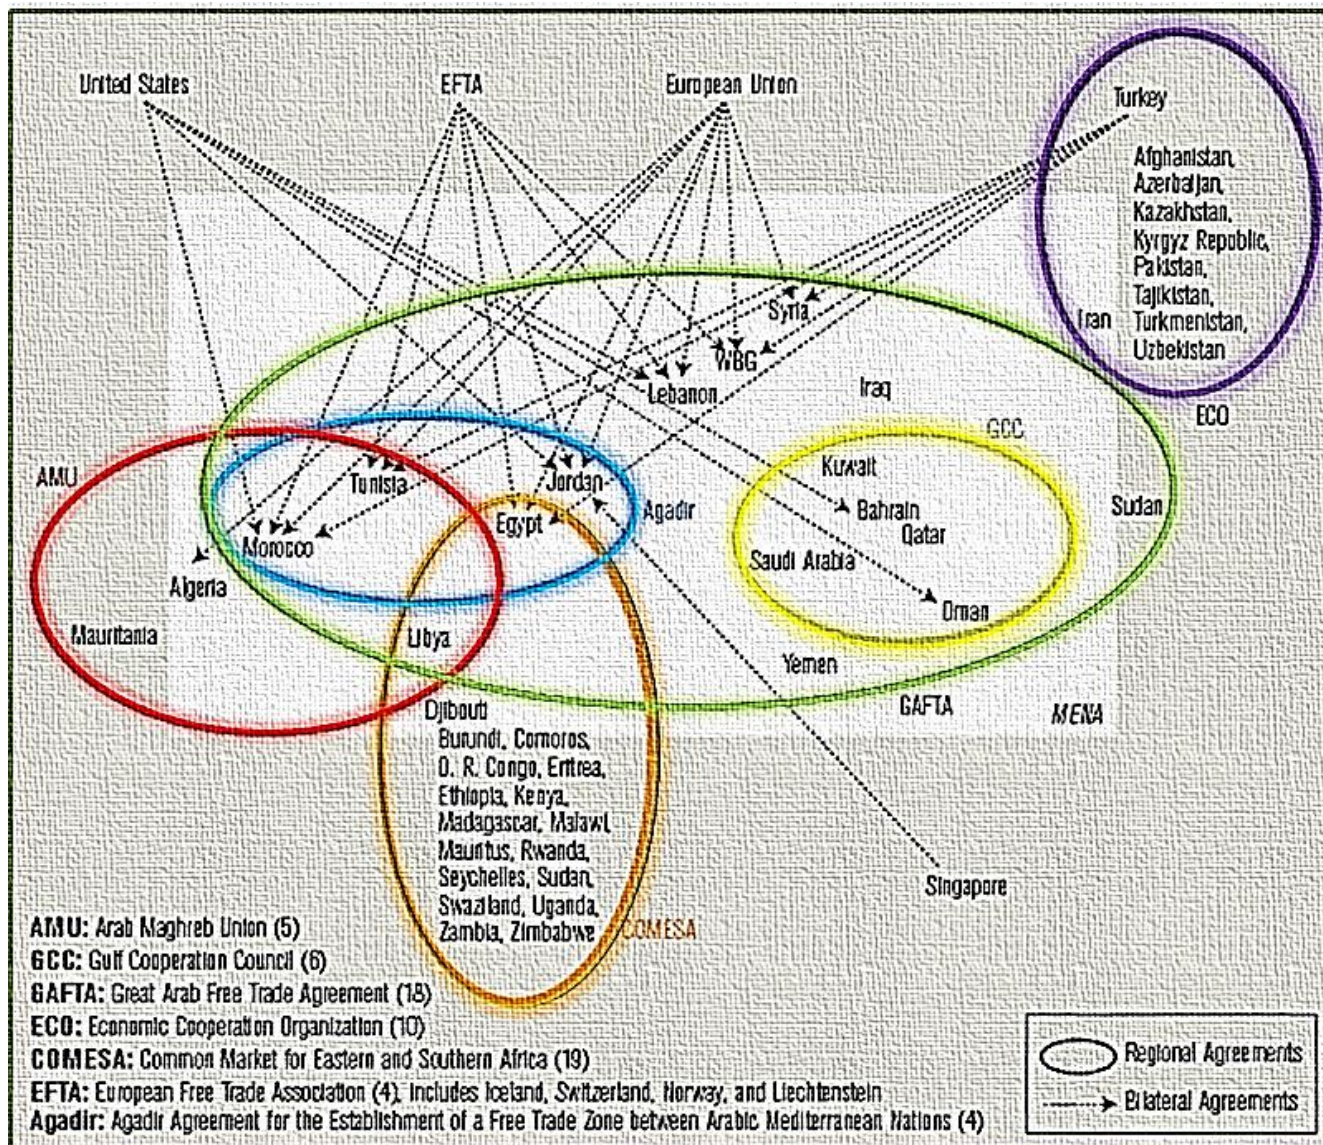 United States
EFTA
European Union
Turkey
Afghanistan,
Azerbaijan,
Kazakhstan,
Kyrgyz Republic,
Pakistan,
Tajikistan,
Iran
Turkmenistan,
Uzbekistan
ECO
Syria
WBG
Lebanon
Iraq
GCC
Kuwait
Bahrain
Qatar
Saudi Arabia
Oman
Sudan
Yemen
GAFTA
MENA
AMU
Tunisia
Jordan
Agadir
Egypt
Morocco
Algeria
Mauritania
Libya
Djibouti
Burundi, Comoros,
D. R. Congo, Eritrea,
Ethiopia, Kenya,
Madagascar, Malawi,
Mauritus, Rwanda,
Seychelles, Sudan,
Swaziland, Uganda,
Zambia, Zimbabwe
COMESA
Singapore
AMU: Arab Maghreb Union (5)
GCC: Gulf Cooperation Council (6)
GAFTA: Great Arab Free Trade Agreement (18)
ECO: Economic Cooperation Organization (10)
COMESA: Common Market for Eastern and Southern Africa (19)
EFTA: European Free Trade Association (4), includes Iceland, Switzerland, Norway, and Liechtenstein
Agadir: Agadir Agreement for the Establishment of a Free Trade Zone between Arabic Mediterranean Nations (4)
Regional Agreements
Bilateral Agreements